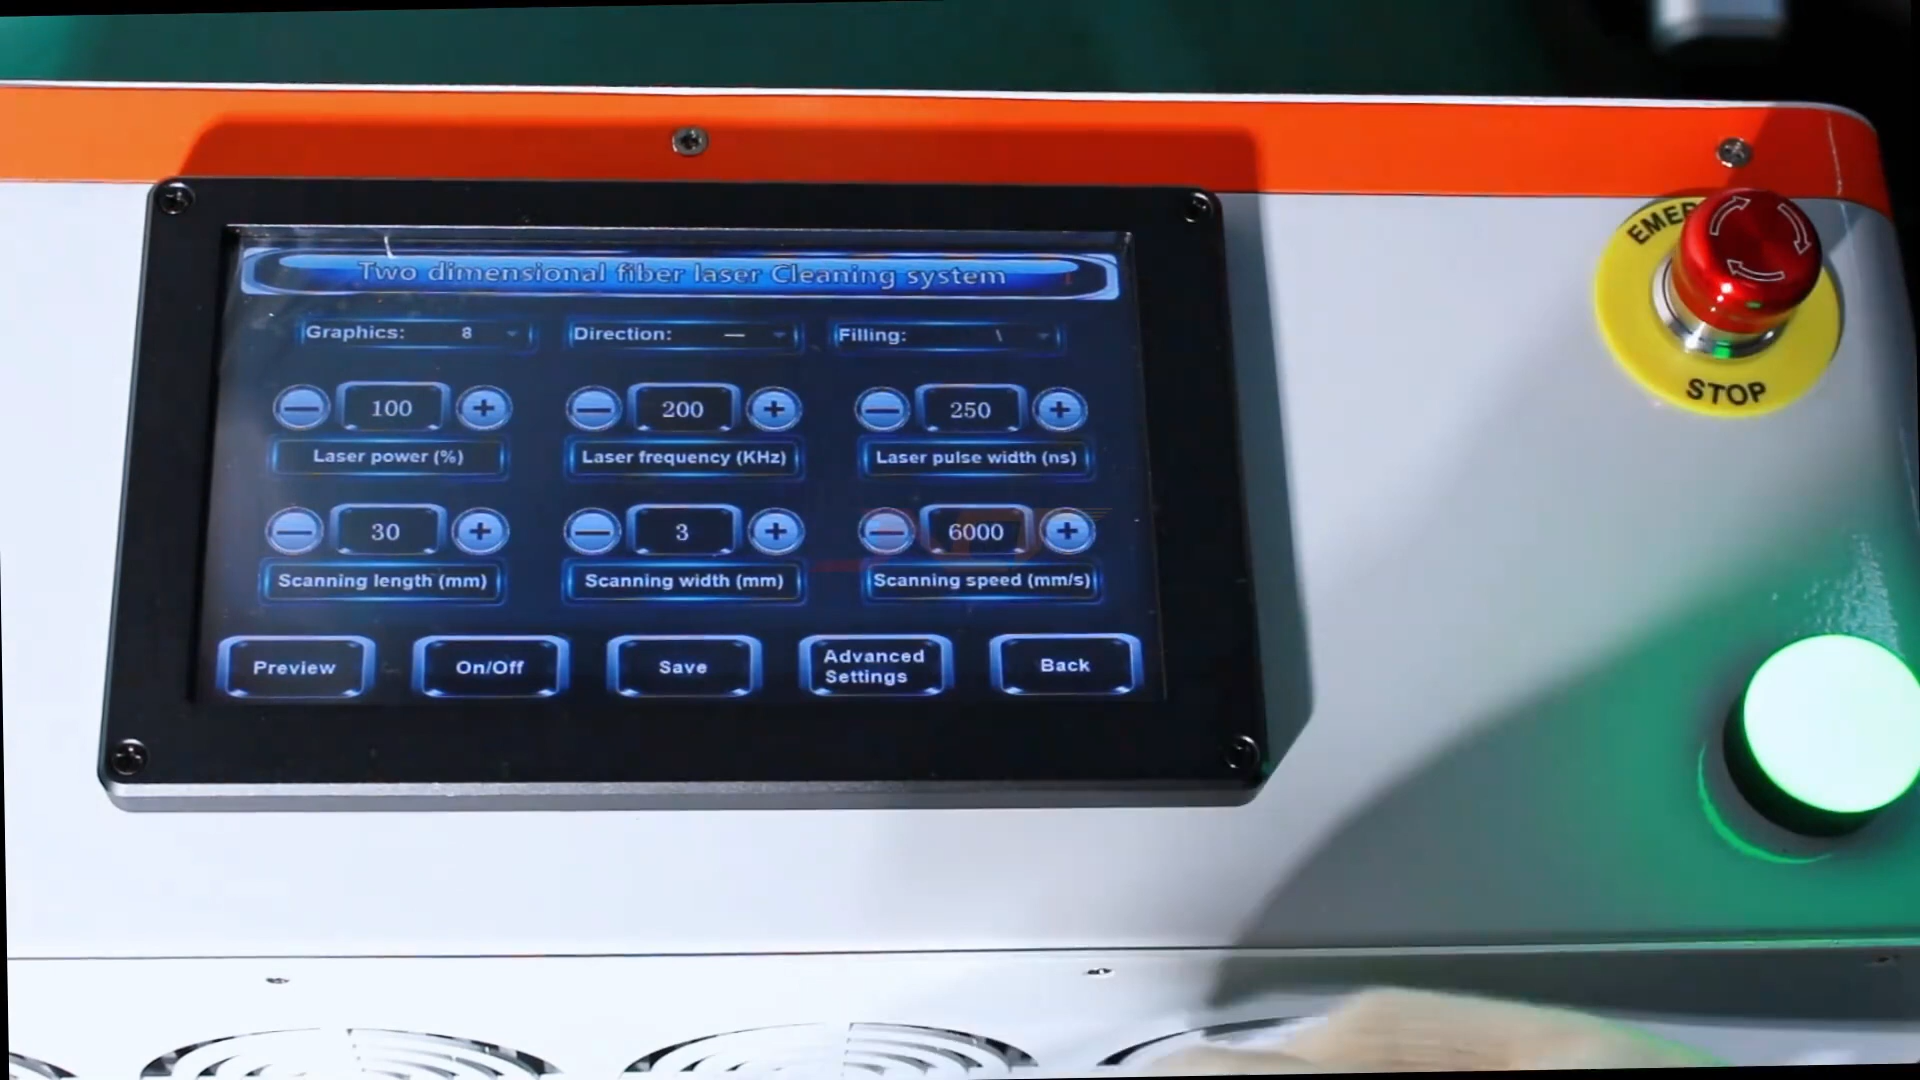 Two dimensional fiber laser Cleaning system
Graphics: 8
Direction: —
Filling: \
100
200
250
Laser power (%)
Laser frequency (KHz)
Laser pulse width (ns)
30
3
6000
Scanning length (mm)
Scanning width (mm)
Scanning speed (mm/s)
Preview
On/Off
Save
Advanced
Settings
Back
STOP